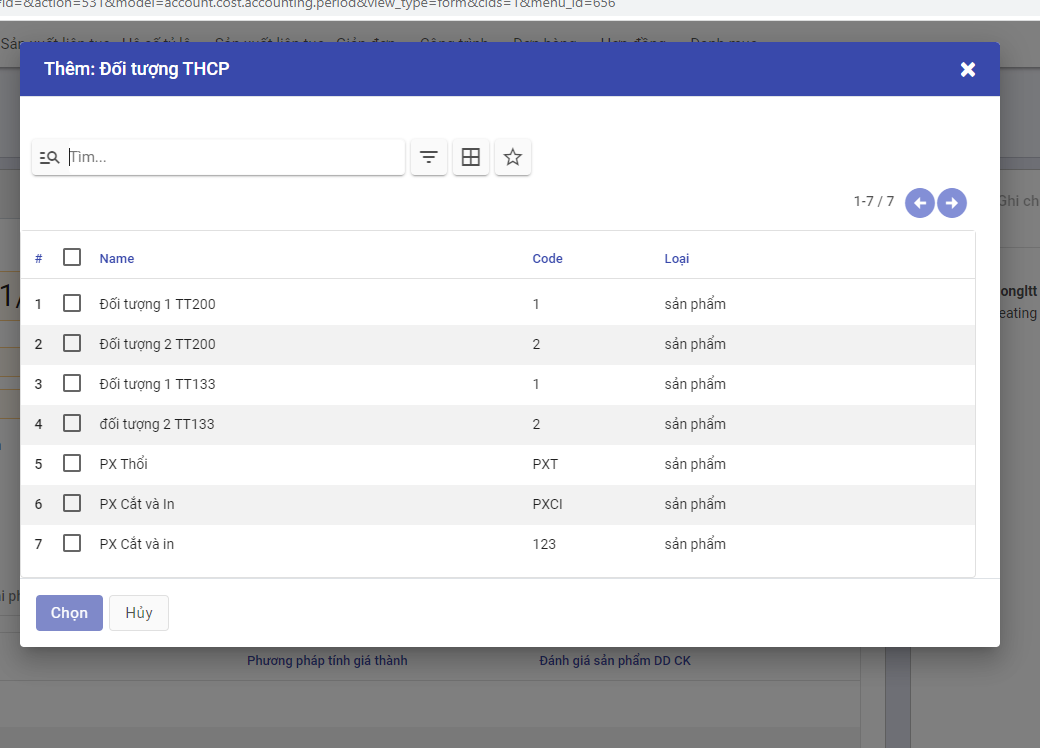 id=&action=531&model=account.cost.accounting.period&view_type=form&cids=1&menu_id=656
Thêm: Đối tượng THCP
Tìm...
1-7 / 7
Ghi ch
# Name Code Loại
1 Đối tượng 1 TT200 1 sản phẩm
2 Đối tượng 2 TT200 2 sản phẩm
3 Đối tượng 1 TT133 1 sản phẩm
4 đối tượng 2 TT133 2 sản phẩm
5 PX Thổi PXT sản phẩm
6 PX Cắt và In PXCI sản phẩm
7 PX Cắt và in 123 sản phẩm
1/
ongltt
eating
Chọn Hủy
Phương pháp tính giá thành Đánh giá sản phẩm DD CK